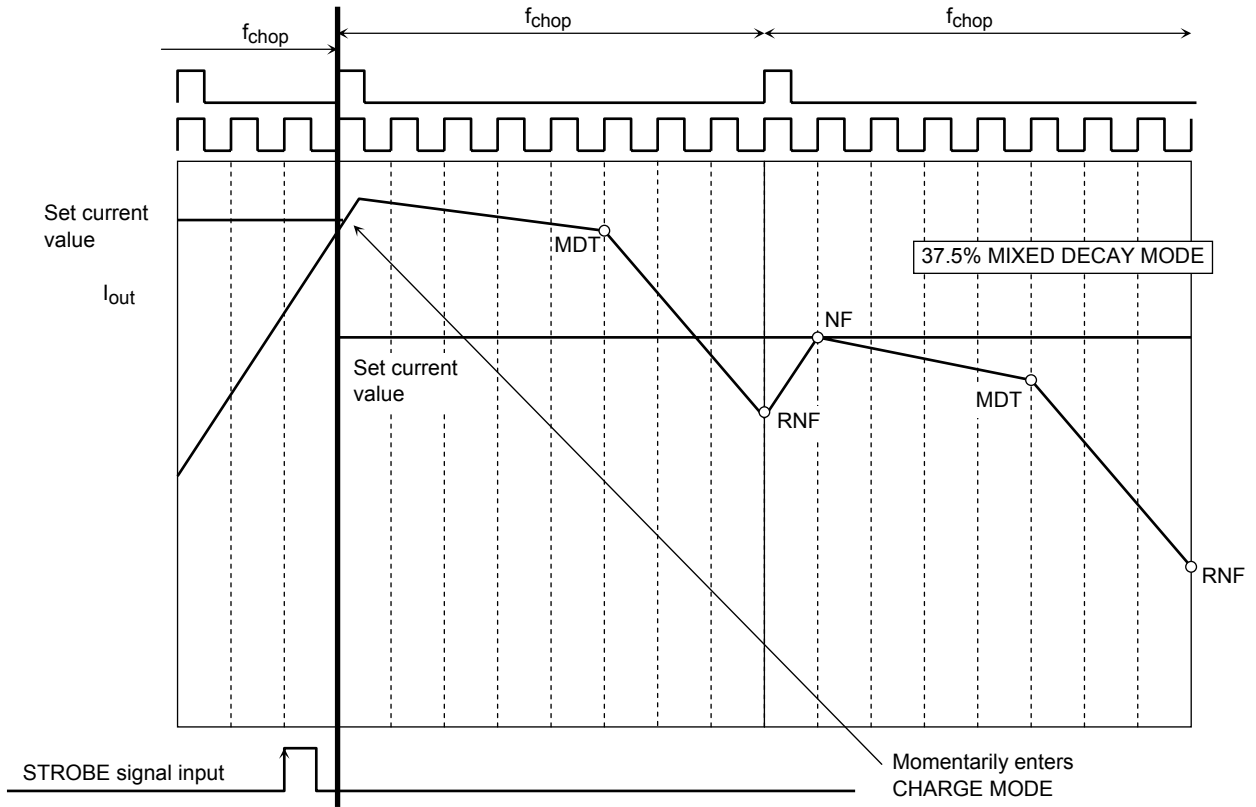 fchop
fchop
fchop
Set current
value
MDT
37.5% MIXED DECAY MODE
Iout
NF
Set current
value
MDT
RNF
RNF
Momentarily enters
CHARGE MODE
STROBE signal input